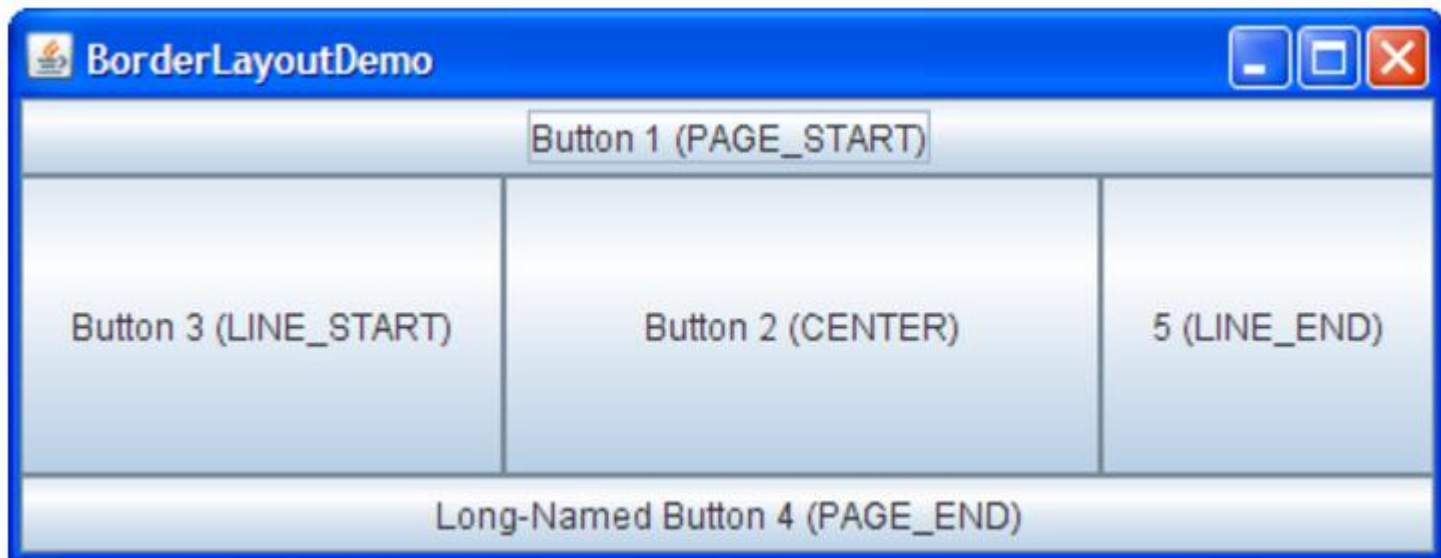 BorderLayoutDemo
Button 1 (PAGE_START)
Button 3 (LINE_START)
Button 2 (CENTER)
5 (LINE_END)
Long-Named Button 4 (PAGE_END)